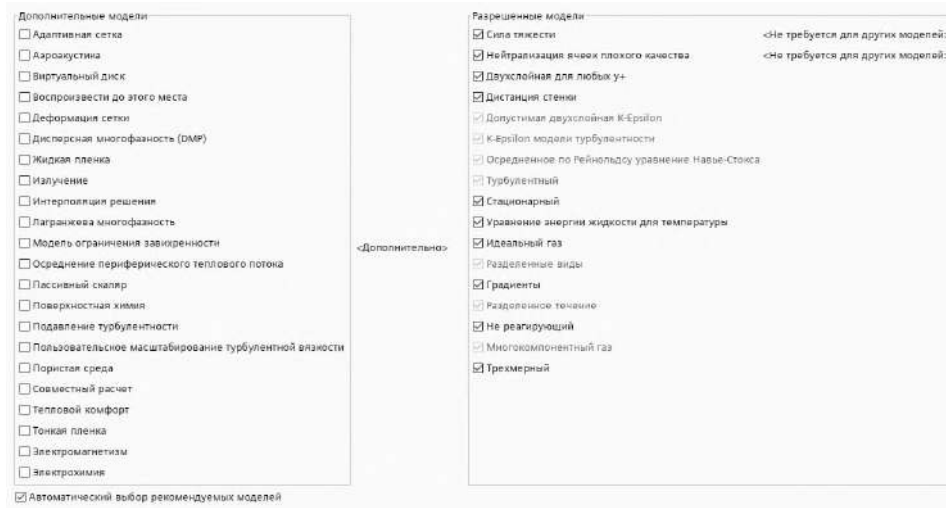 Дополнительные модели
Адаптивная сетка
Аэроакустика
Виртуальный диск
Воспроизвести до этого места
Деформация сетки
Дисперсная многофазность (DMP)
Жидкая пленка
Излучение
Интерполяция решения
Лагранжева многофазность
Модель ограничения завихренности
Осреднение периферического теплового потока
Пассивный скаляр
Поверхностная химия
Подавление турбулентности
Пользовательское масштабирование турбулентной вязкости
Пористая среда
Совместный расчет
Тепловой комфорт
Тонкая пленка
Электромагнетизм
Электрохимия
Автоматический выбор рекомендуемых моделей
<Дополнительно>
Разрешенные модели
Сила тяжести <Не требуется для других моделей>
Нейтрализация ячеек плохого качества <Не требуется для других моделей>
Двухслойная для любых y+
Дистанция стенки
Допустимая двухслойная K-Epsilon
K-Epsilon модели турбулентности
Осредненное по Рейнольдсу уравнение Навье-Стокса
Турбулентный
Стационарный
Уравнение энергии жидкости для температуры
Идеальный газ
Разделенные виды
Градиенты
Разделенное течение
Не реагирующий
Многокомпонентный газ
Трехмерный